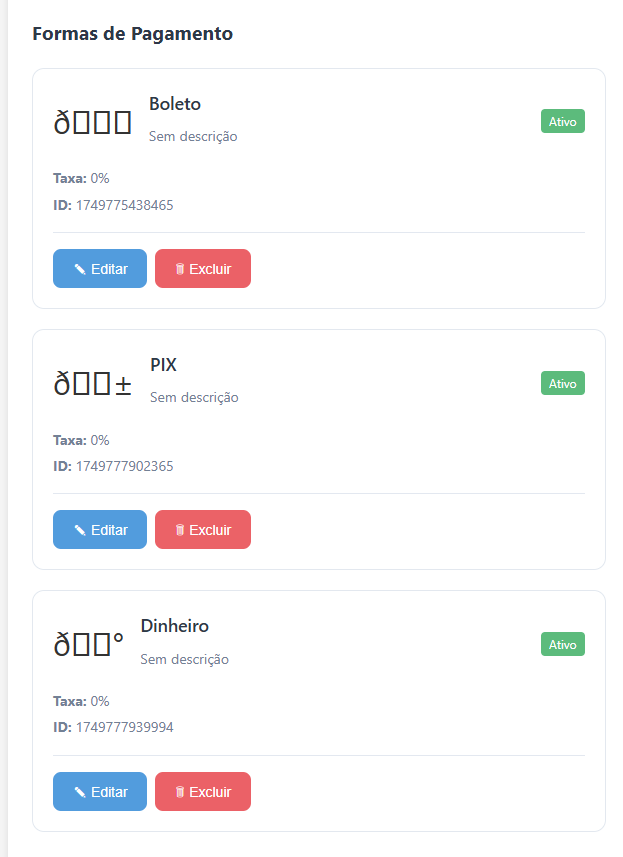 Formas de Pagamento
ð□□□ Boleto
Sem descrição
Ativo
Taxa: 0%
ID: 1749775438465
Editar Excluir
ð□□± PIX
Sem descrição
Ativo
Taxa: 0%
ID: 1749777902365
Editar Excluir
ð□□° Dinheiro
Sem descrição
Ativo
Taxa: 0%
ID: 1749777939994
Editar Excluir